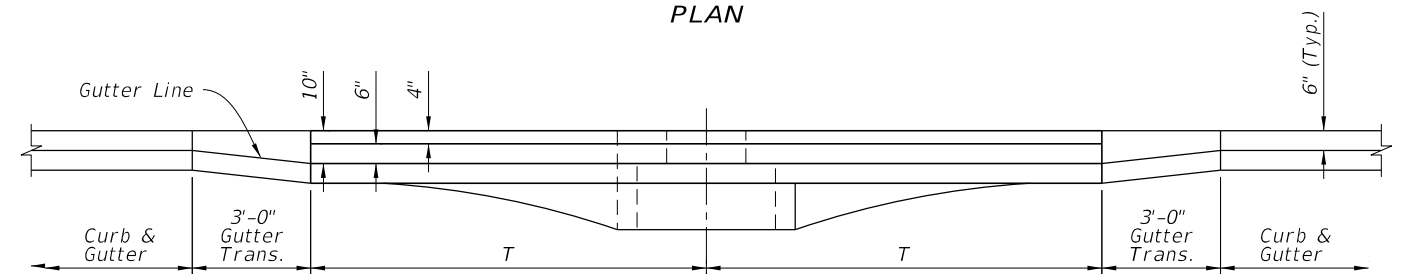 PLAN
Gutter Line
10"
6"
4"
6" (Typ.)
Curb &
Gutter
3'-0"
Gutter
Trans.
T
T
3'-0"
Gutter
Trans.
Curb &
Gutter